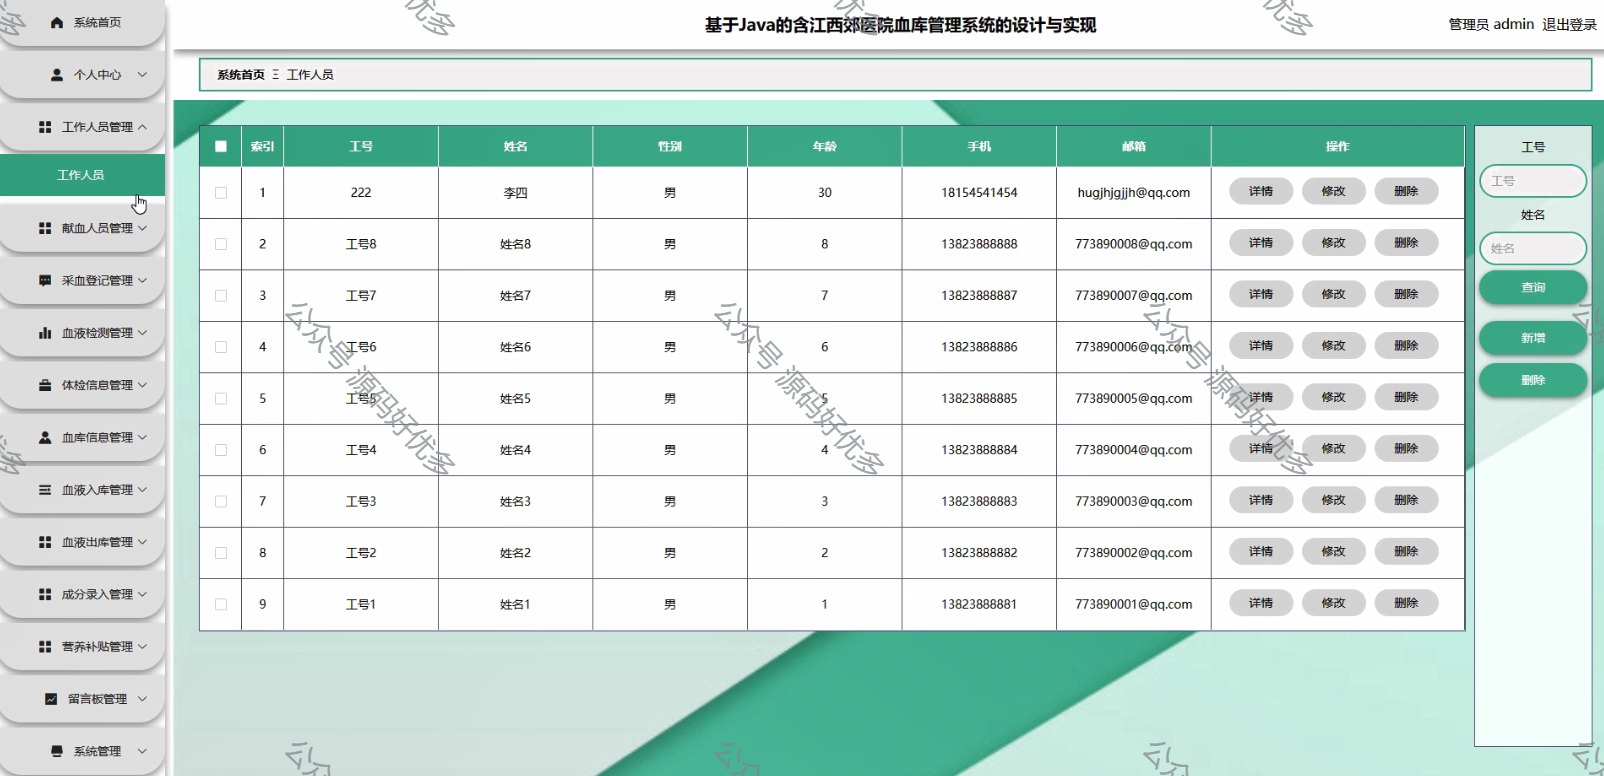 系统首页
个人中心
工作人员管理
工作人员
献血人员管理
采血登记管理
血液检测管理
体检信息管理
血库信息管理
血液入库管理
血液出库管理
成分录入管理
营养补贴管理
留言板管理
系统管理
基于Java的含江西郊医院血库管理系统的设计与实现
管理员 admin 退出登录
系统首页 Ξ 工作人员
索引 工号 姓名 性别 年龄 手机 邮箱 操作
1 222 李四 男 30 18154541454 hugjhjgjjh@qq.com 详情 修改 删除
2 工号8 姓名8 男 8 13823888888 773890008@qq.com 详情 修改 删除
3 工号7 姓名7 男 7 13823888887 773890007@qq.com 详情 修改 删除
4 工号6 姓名6 男 6 13823888886 773890006@qq.com 详情 修改 删除
5 工号5 姓名5 男 5 13823888885 773890005@qq.com 详情 修改 删除
6 工号4 姓名4 男 4 13823888884 773890004@qq.com 详情 修改 删除
7 工号3 姓名3 男 3 13823888883 773890003@qq.com 详情 修改 删除
8 工号2 姓名2 男 2 13823888882 773890002@qq.com 详情 修改 删除
9 工号1 姓名1 男 1 13823888881 773890001@qq.com 详情 修改 删除
工号
工号
姓名
姓名
查询
新增
删除
公众号 源码好优多
公众号 源码好优多
公众号 源码好优多
优多
优多
优多
公众
公众
公众
公众